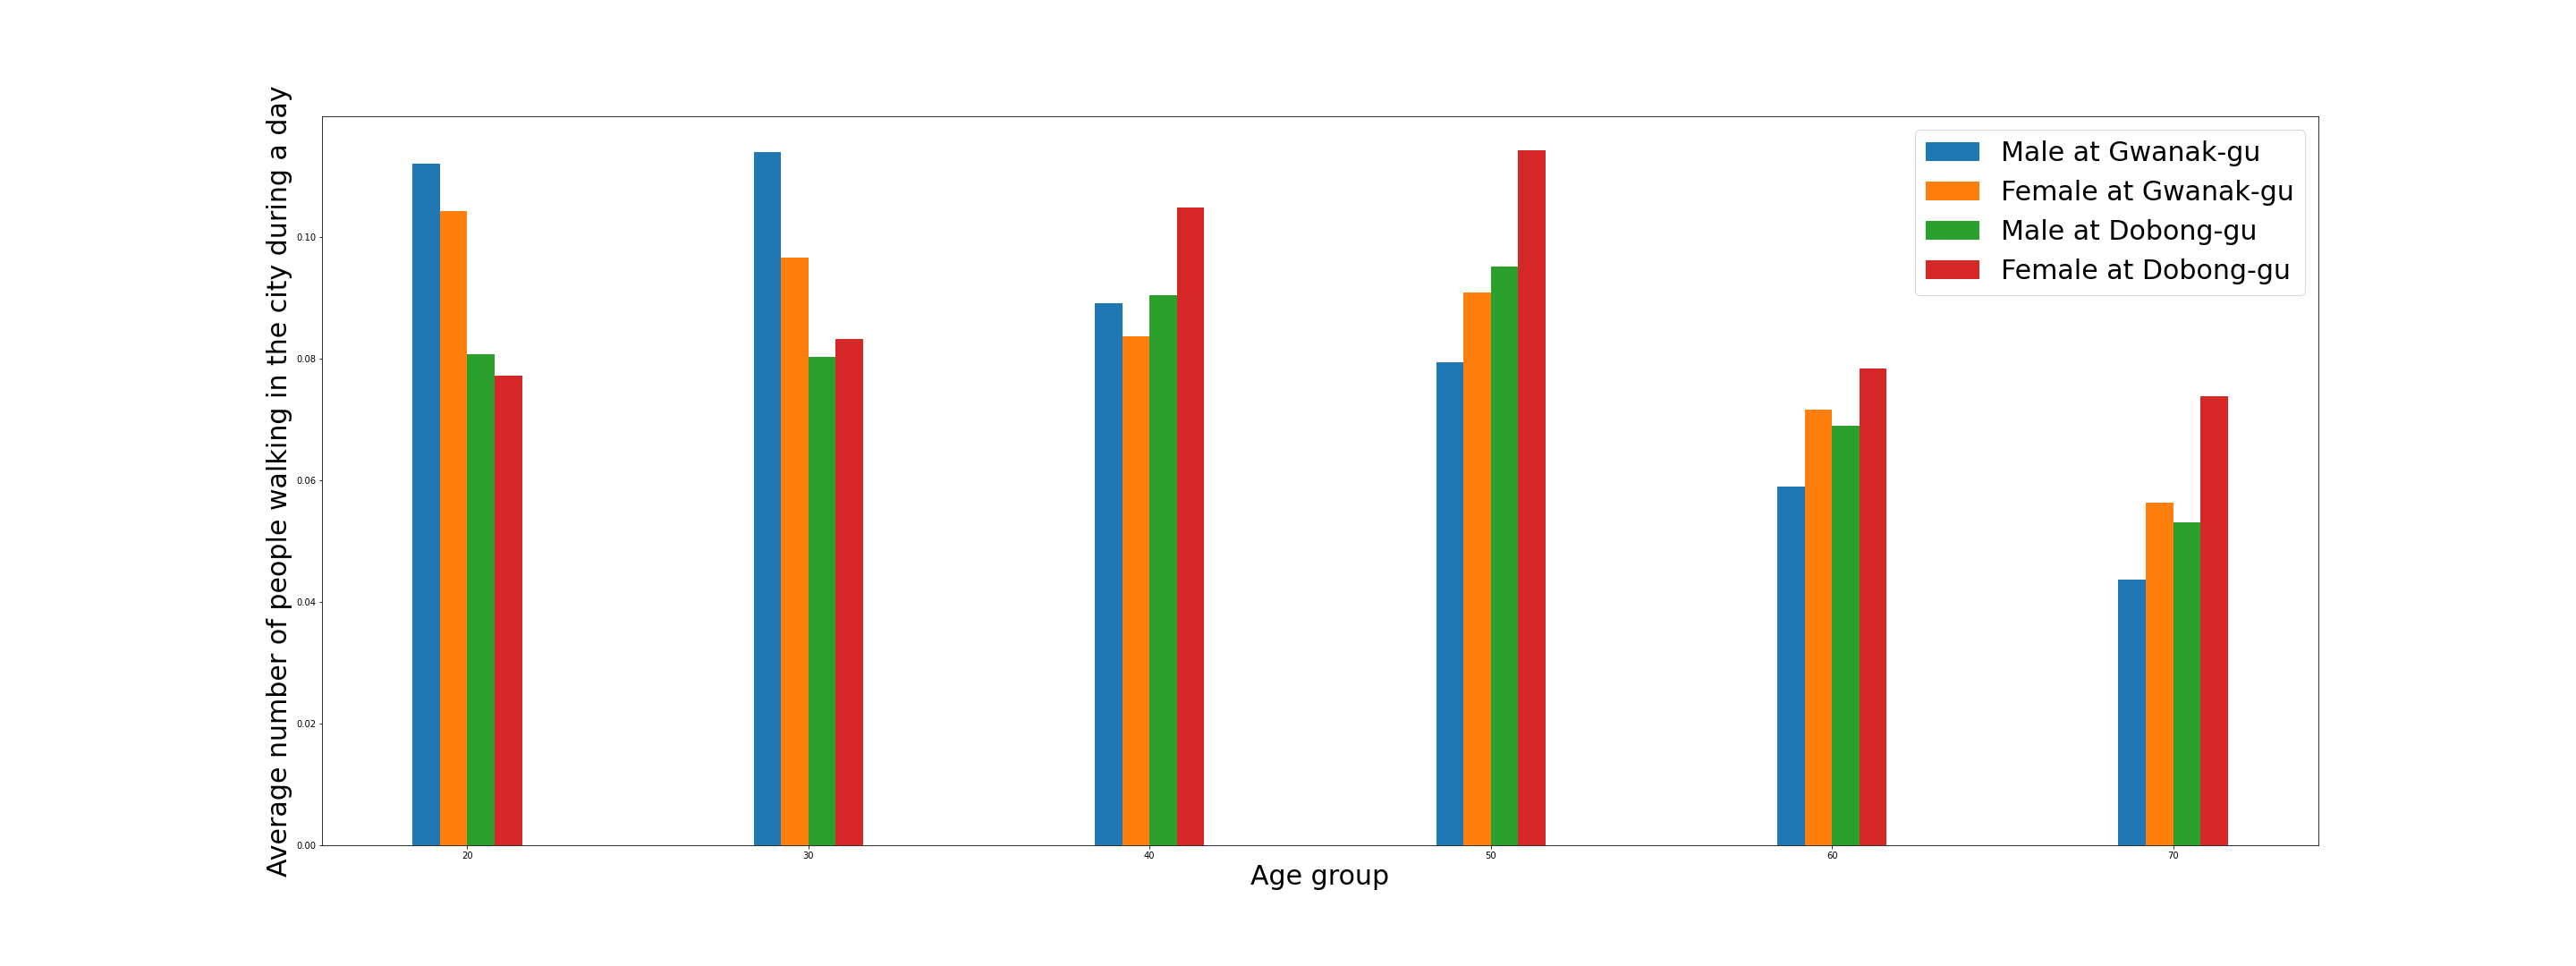 Average number of people walking in the city during a day
0.10
0.08
0.06
0.04
0.02
0.00
Male at Gwanak-gu
Female at Gwanak-gu
Male at Dobong-gu
Female at Dobong-gu
20 30 40 50 60 70
Age group